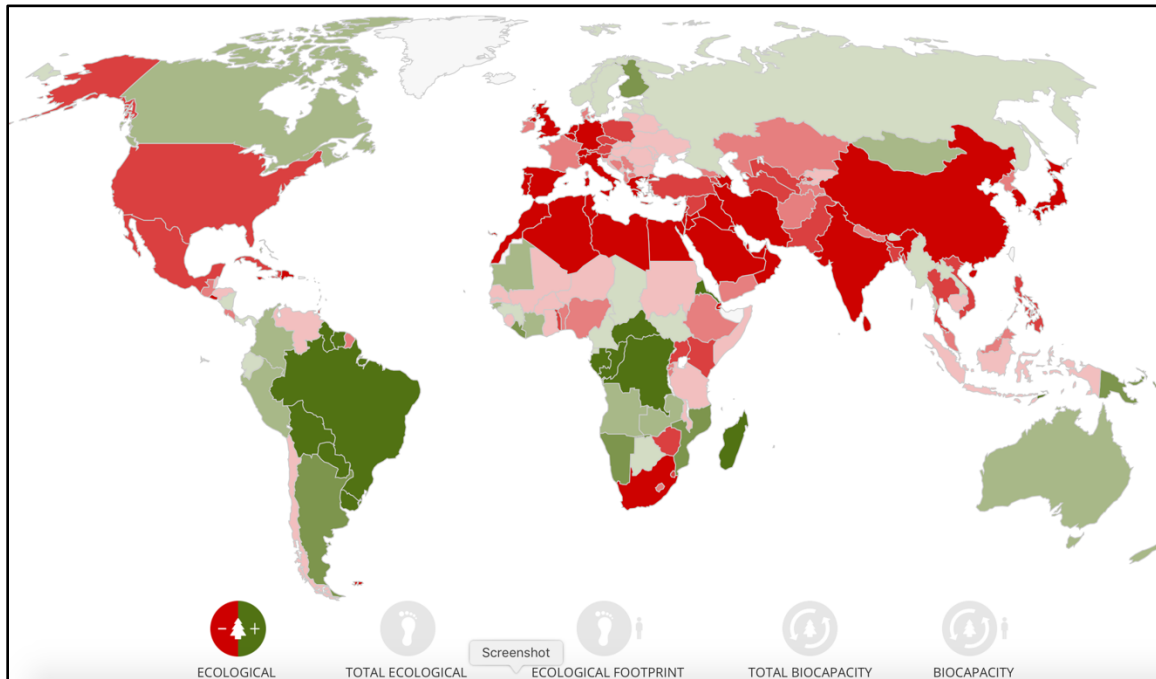 Screenshot
ECOLOGICAL
TOTAL ECOLOGICAL
ECOLOGICAL FOOTPRINT
TOTAL BIOCAPACITY
BIOCAPACITY